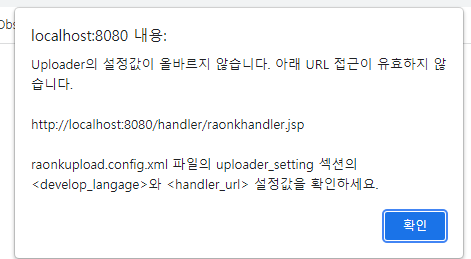 Obs
localhost:8080 내용:
Uploader의 설정값이 올바르지 않습니다. 아래 URL 접근이 유효하지 않
습니다.
http://localhost:8080/handler/raonkhandler.jsp
raonkupload.config.xml 파일의 uploader_setting 섹션의
<develop_langage>와 <handler_url> 설정값을 확인하세요.
확인